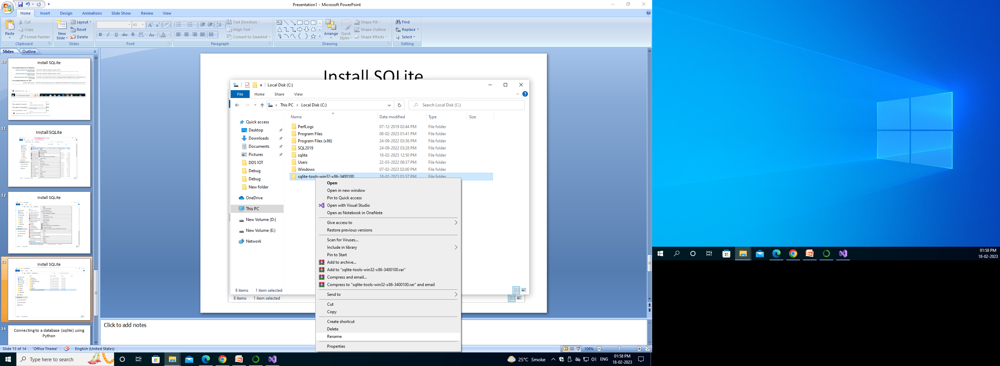 Presentation1 - Microsoft PowerPoint
Home Insert Design Animations Slide Show Review View
Paste
Cut
Copy
Format Painter
Clipboard
New Slide
Layout
Reset
Delete
Slides
40
Font
Paragraph
Text Direction
Align Text
Convert to SmartArt
Arrange
Quick Styles
Shape Fill
Shape Outline
Shape Effects
Drawing
Find
Replace
Select
Editing
Slides Outline
10
Install SQLite
11
Install SQLite
12
Install SQLite
13
Install SQLite
14
Connecting to a database (sqlite) using
Python
Install SQLite
Local Disk (C:)
File Home Share View
This PC > Local Disk (C:)
Search Local Disk (C:)
Quick access
Desktop
Downloads
Documents
Pictures
DDS IOT
Debug
Debug
New folder
OneDrive
This PC
New Volume (D:)
New Volume (E:)
Network
Name Date modified Type Size
PerfLogs 07-12-2019 02:44 PM File folder
Program Files 08-02-2023 01:41 PM File folder
Program Files (x86) 24-09-2022 03:36 PM File folder
SQL2019 24-09-2022 03:28 PM File folder
sqlite 18-02-2023 12:50 PM File folder
Users 22-03-2022 08:37 PM File folder
Windows 07-02-2023 02:00 PM File folder
sqlite-tools-win32-x86-3400100 18-02-2023 01:57 PM File folder
Open
Open in new window
Pin to Quick access
Open with Visual Studio
Open as Notebook in OneNote
Give access to
Restore previous versions
Scan for Viruses...
Include in library
Pin to Start
Add to archive...
Add to "sqlite-tools-win32-x86-3400100.rar"
Compress and email...
Compress to "sqlite-tools-win32-x86-3400100.rar" and email
Send to
Cut
Copy
Create shortcut
Delete
Rename
Properties
8 items 1 item selected
8 items 1 item selected
Click to add notes
Slide 13 of 14 "Office Theme" English (United States)
106%
Type here to search
25°C Smoke
ENG
01:58 PM
18-02-2023
01:58 PM
18-02-2023